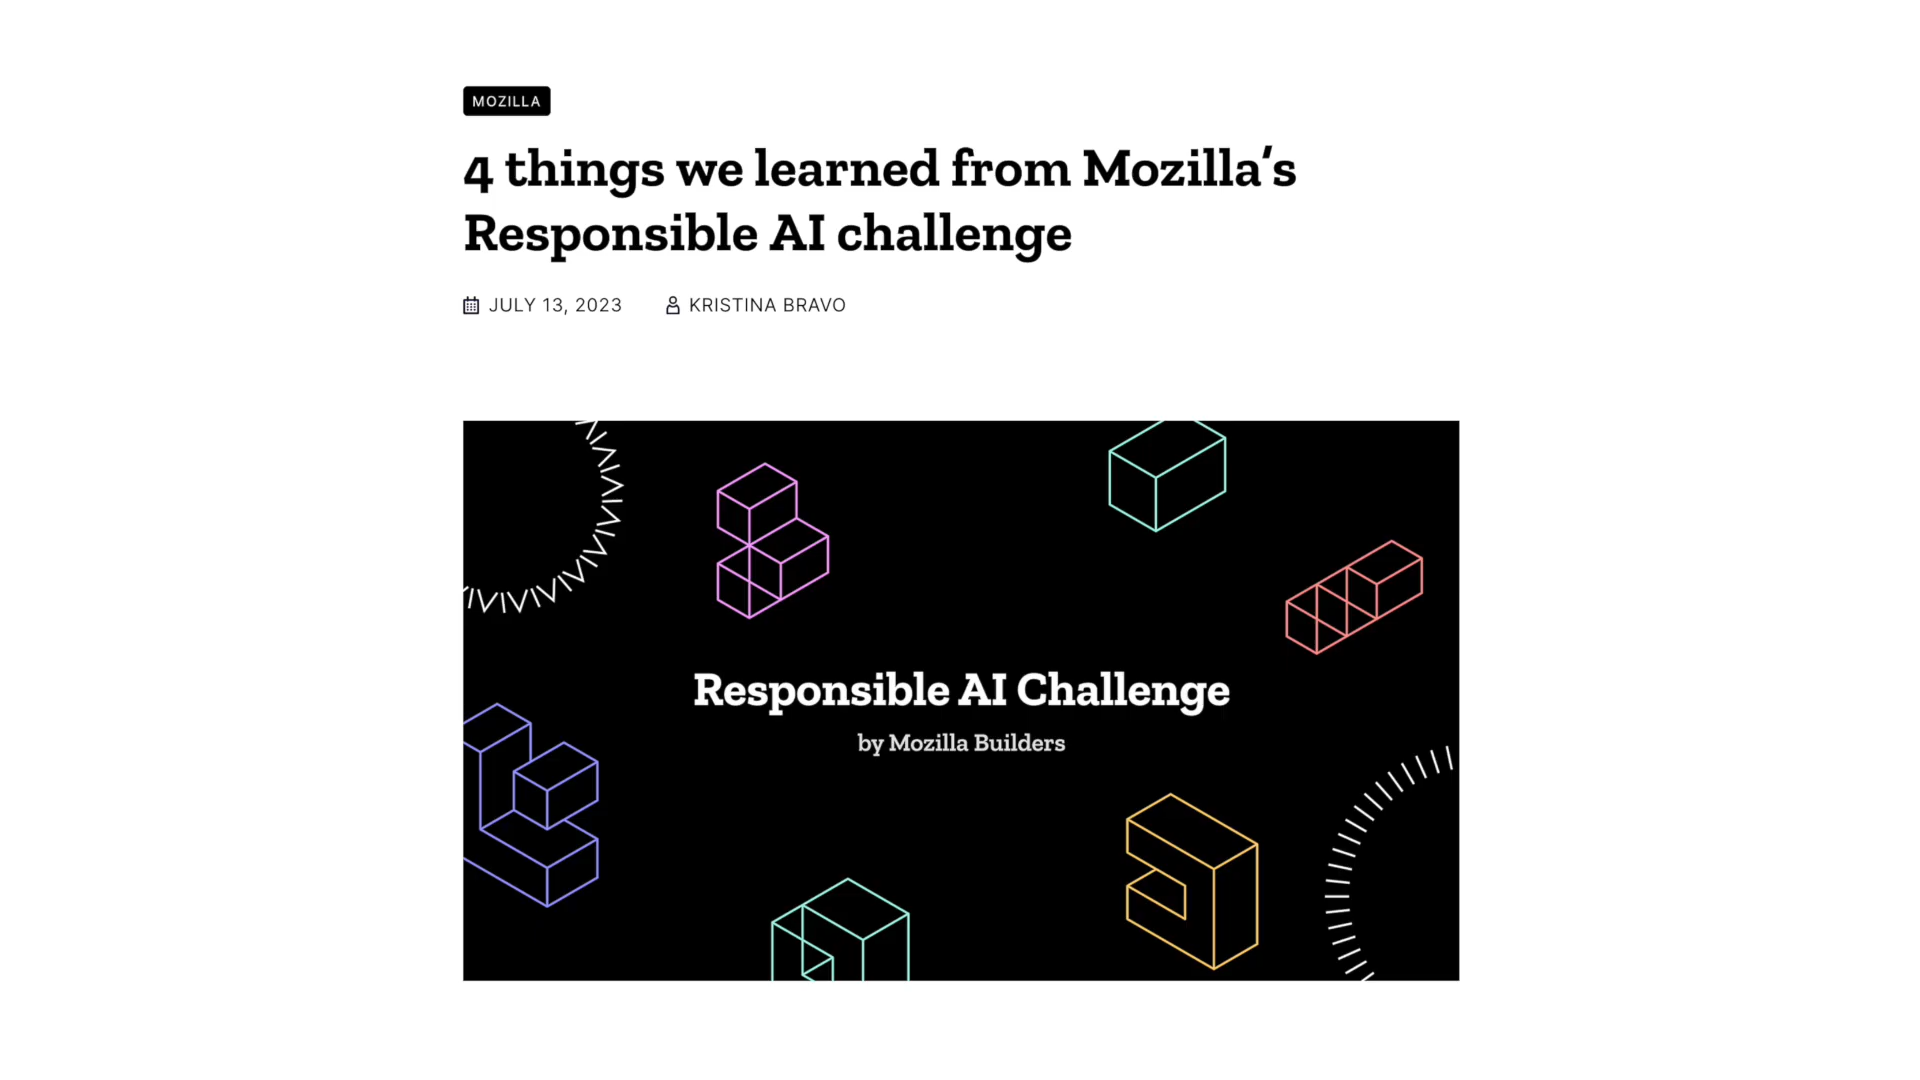 MOZILLA
4 things we learned from Mozilla’s
Responsible AI challenge
JULY 13, 2023 KRISTINA BRAVO
Responsible AI Challenge
by Mozilla Builders